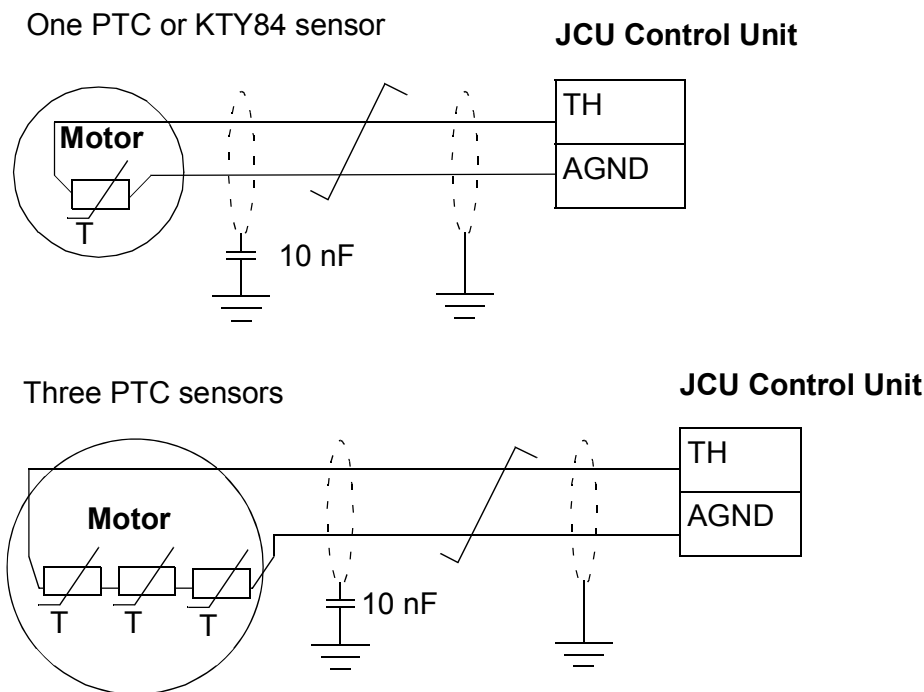 One PTC or KTY84 sensor
JCU Control Unit
TH
AGND
Motor
T
10 nF
Three PTC sensors
JCU Control Unit
TH
AGND
Motor
T T T
10 nF